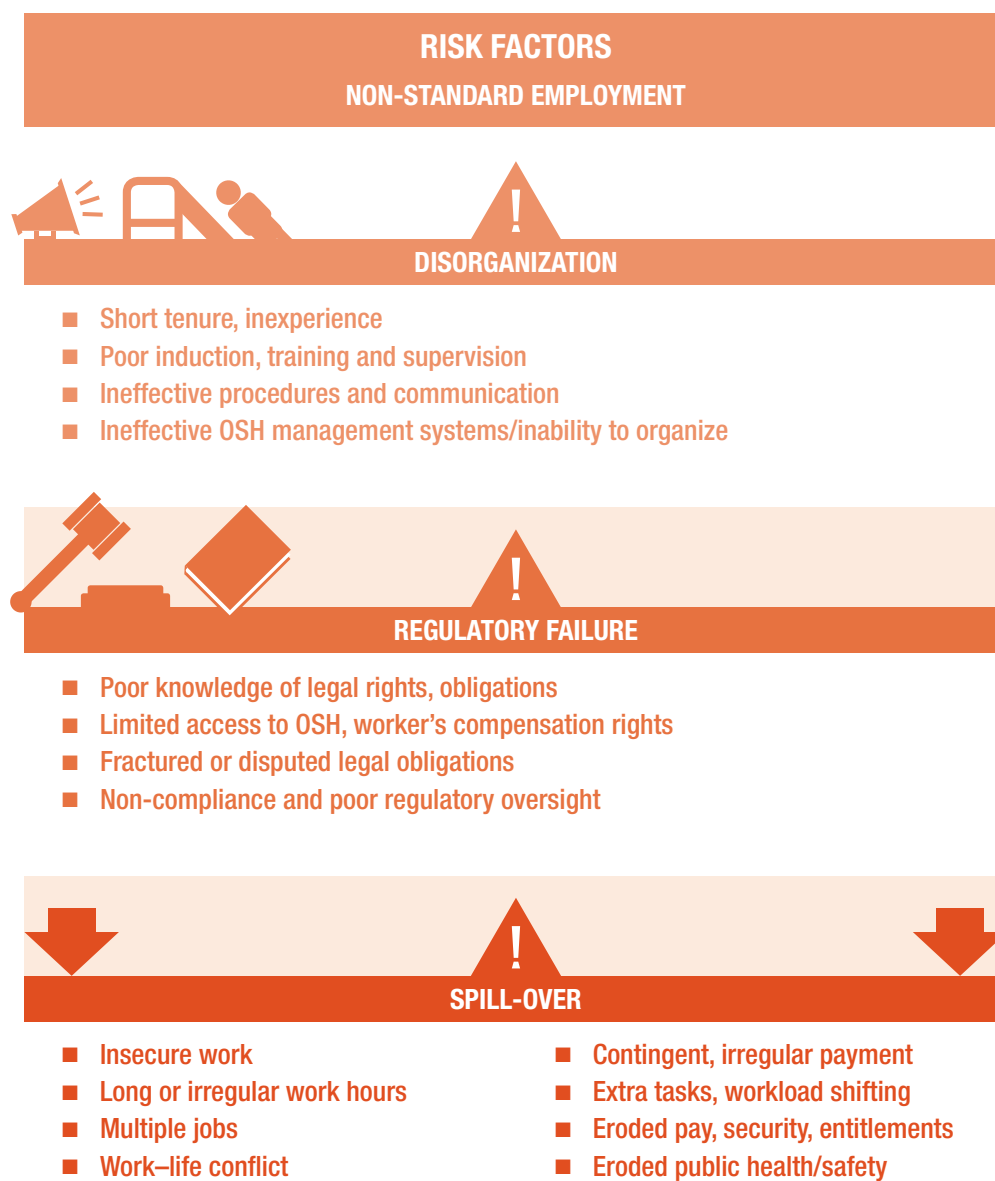 RISK FACTORS
NON-STANDARD EMPLOYMENT
!
DISORGANIZATION
■ Short tenure, inexperience
■ Poor induction, training and supervision
■ Ineffective procedures and communication
■ Ineffective OSH management systems/inability to organize
!
REGULATORY FAILURE
■ Poor knowledge of legal rights, obligations
■ Limited access to OSH, worker's compensation rights
■ Fractured or disputed legal obligations
■ Non-compliance and poor regulatory oversight
!
SPILL-OVER
■ Insecure work
■ Long or irregular work hours
■ Multiple jobs
■ Work–life conflict
■ Contingent, irregular payment
■ Extra tasks, workload shifting
■ Eroded pay, security, entitlements
■ Eroded public health/safety